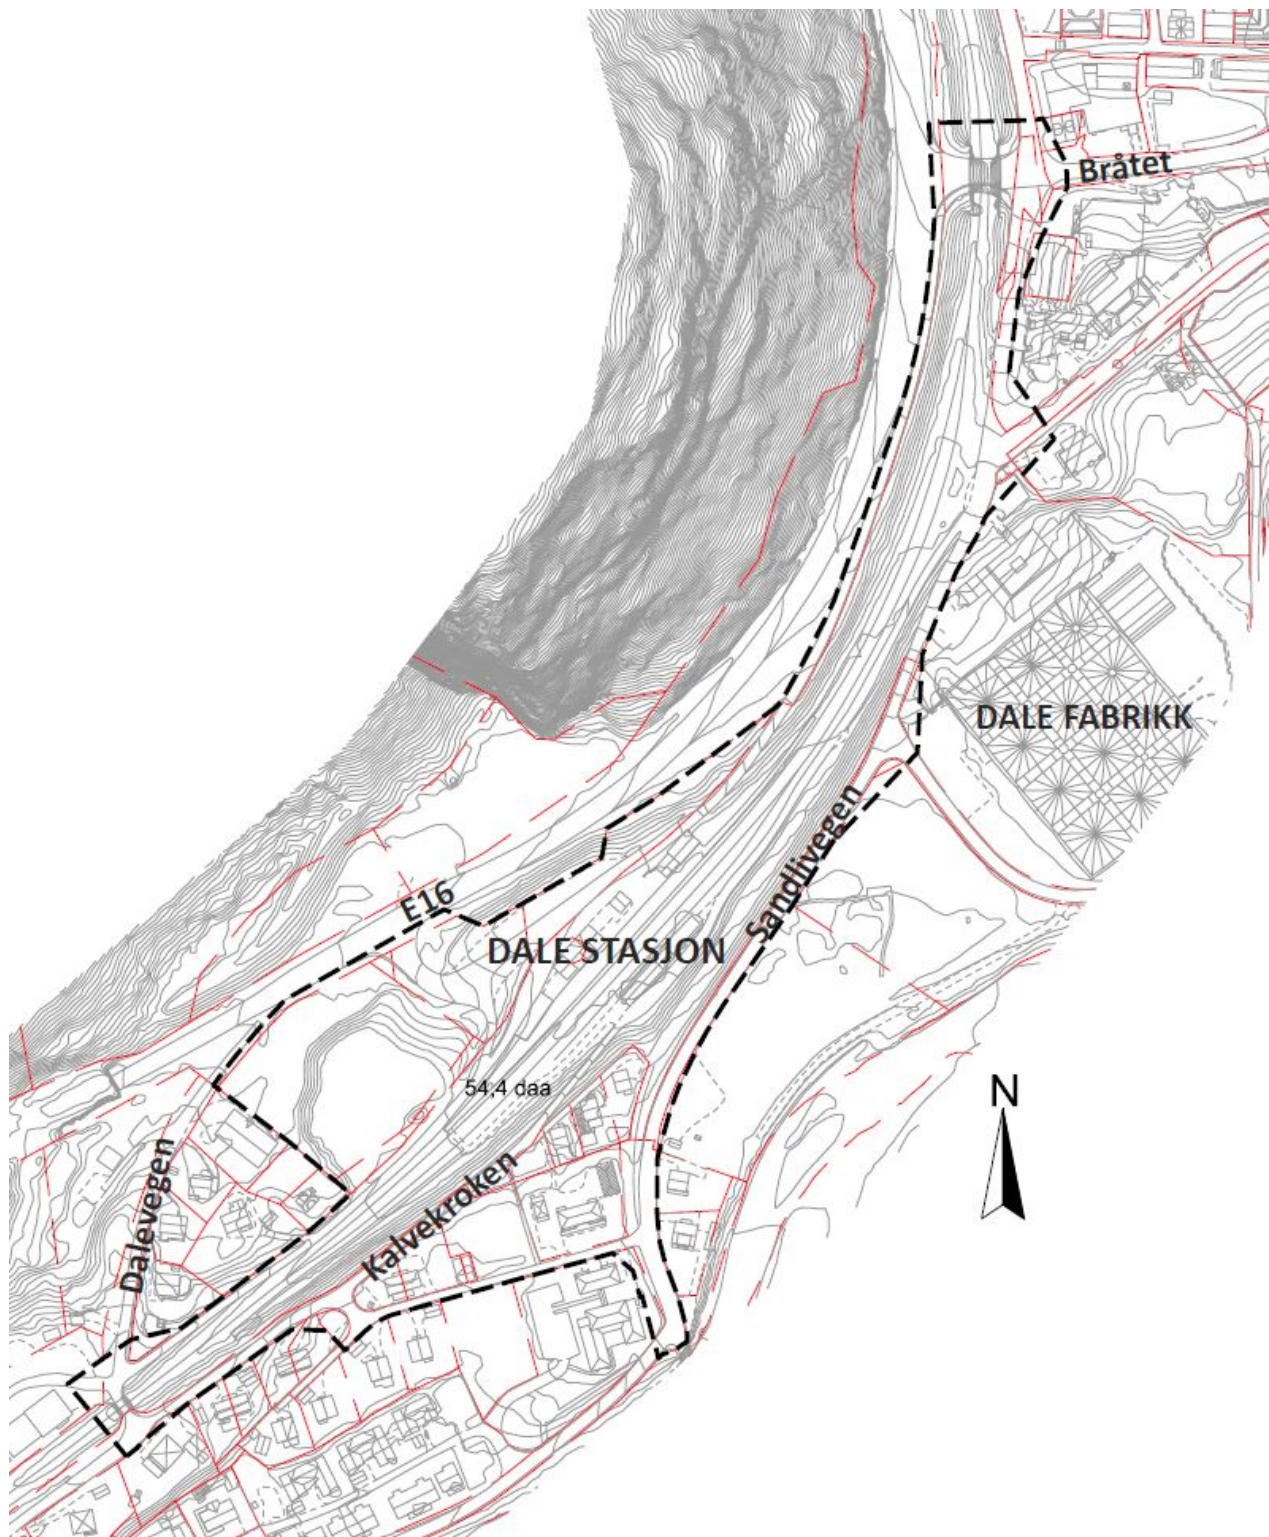 Bråtet
DALE FABRIKK
Sandlivegen
E16
DALE STASJON
54,4 daa
N
Dalevegen
Kalvekroken